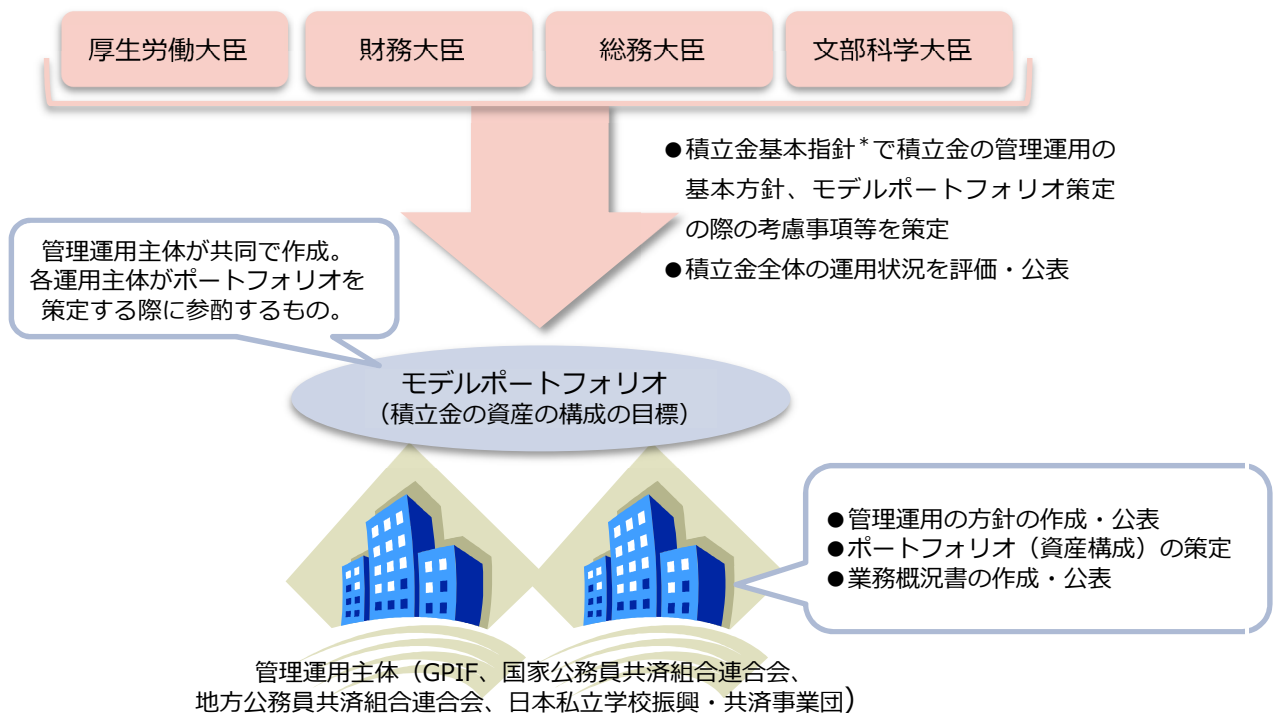 厚生労働大臣
財務大臣
総務大臣
文部科学大臣
●積立金基本指針*で積立金の管理運用の
基本方針、モデルポートフォリオ策定
の際の考慮事項等を策定
●積立金全体の運用状況を評価・公表
管理運用主体が共同で作成。
各運用主体がポートフォリオを
策定する際に参酌するもの。
モデルポートフォリオ
（積立金の資産の構成の目標）
●管理運用の方針の作成・公表
●ポートフォリオ（資産構成）の策定
●業務概況書の作成・公表
管理運用主体（GPIF、国家公務員共済組合連合会、
地方公務員共済組合連合会、日本私立学校振興・共済事業団）